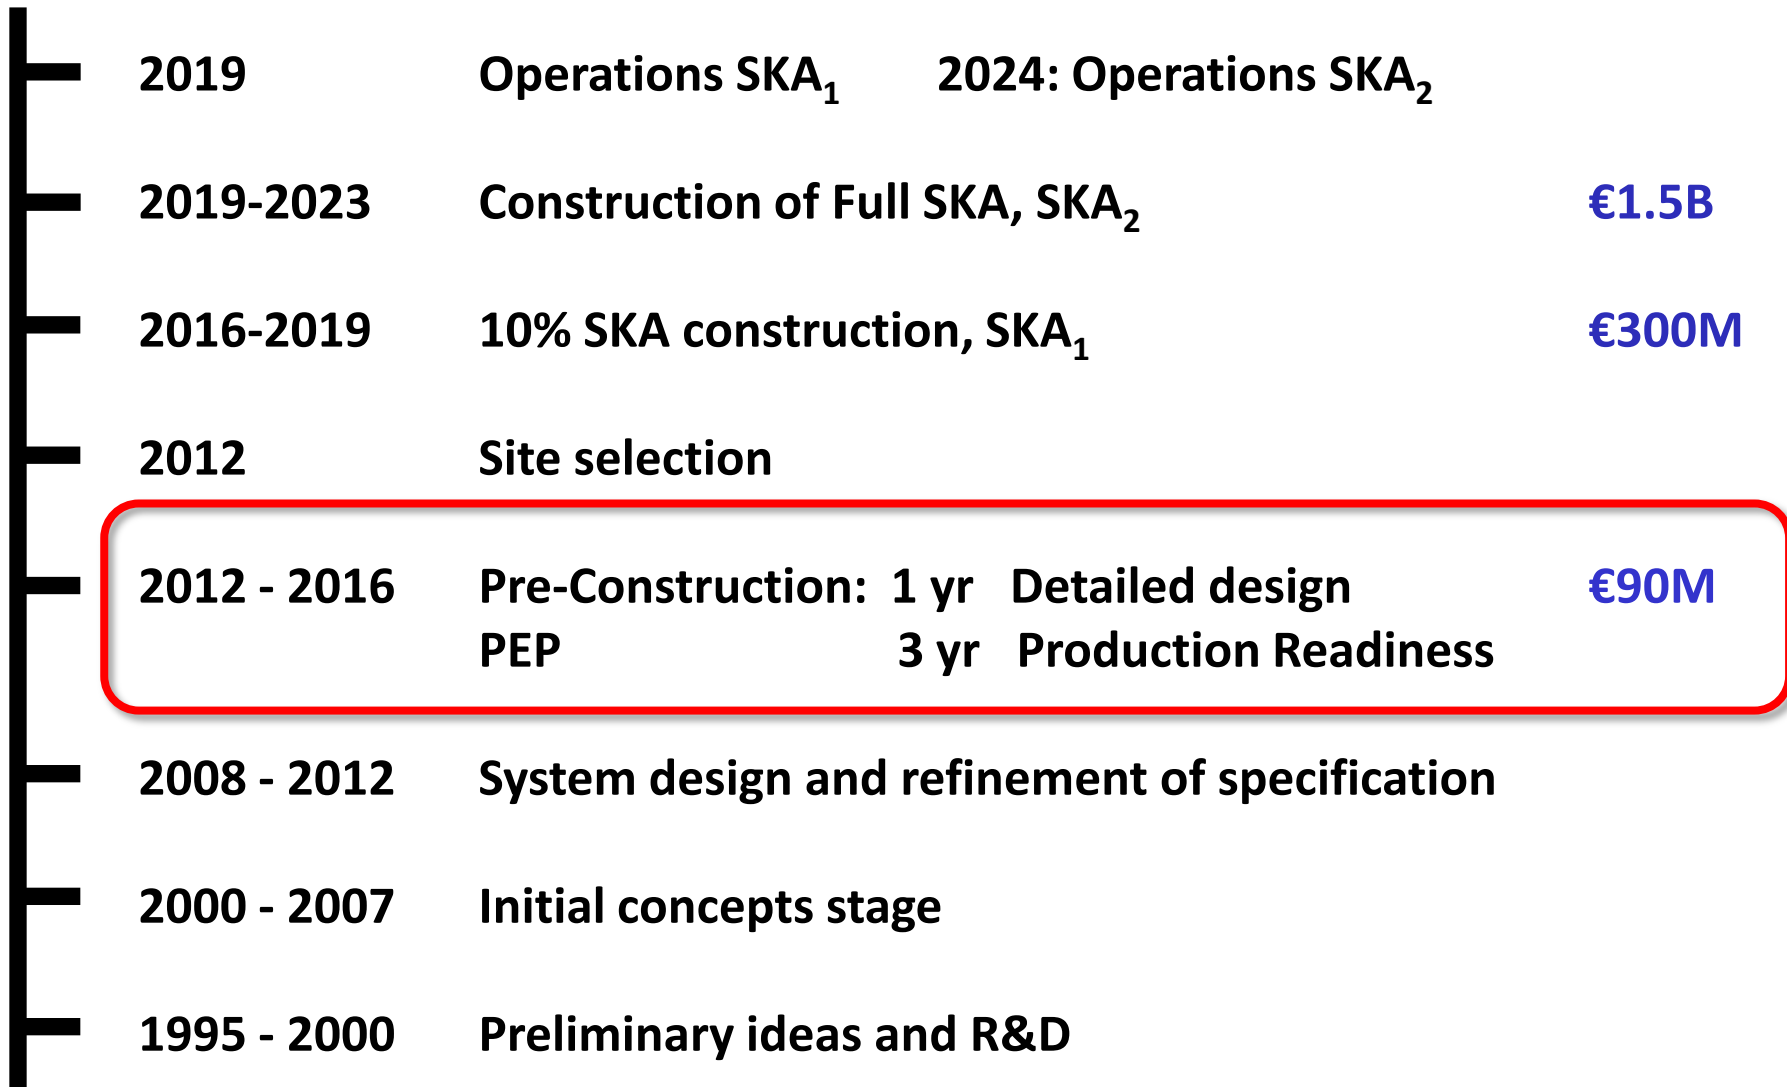 2019 Operations SKA₁ 2024: Operations SKA₂
2019-2023 Construction of Full SKA, SKA₂ €1.5B
2016-2019 10% SKA construction, SKA₁ €300M
2012 Site selection
2012 - 2016 Pre-Construction: 1 yr Detailed design €90M
PEP 3 yr Production Readiness
2008 - 2012 System design and refinement of specification
2000 - 2007 Initial concepts stage
1995 - 2000 Preliminary ideas and R&D